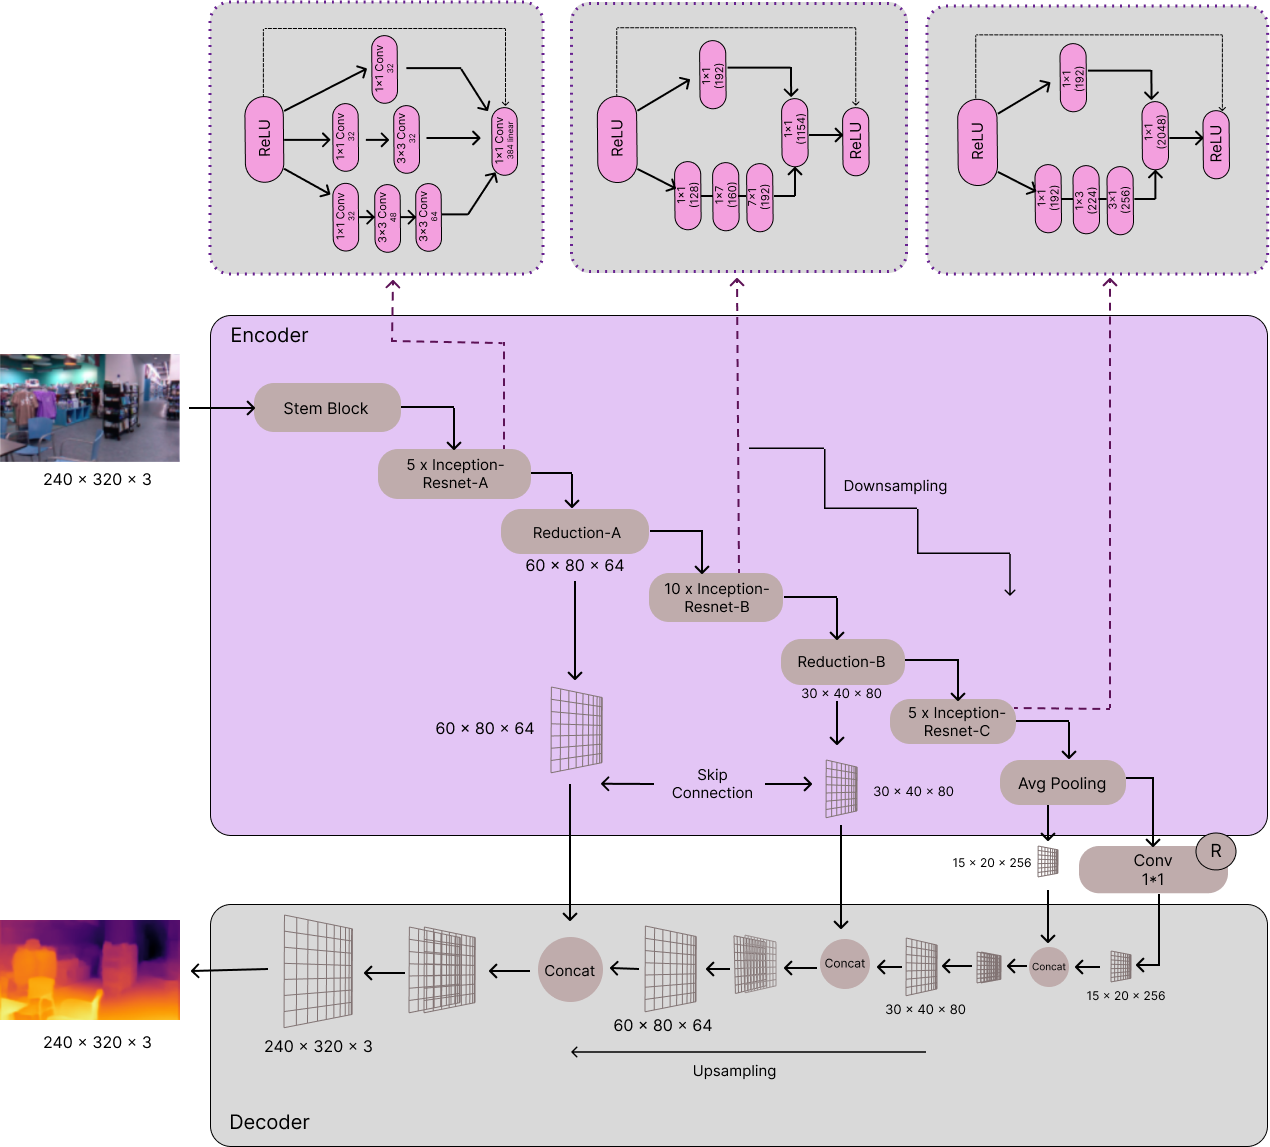 ReLU
1×1 Conv
32
1×1 Conv
32
3×3 Conv
32
1×1 Conv
32
3×3 Conv
48
3×3 Conv
64
1×1 Conv
384 linear
ReLU
1×1
(192)
1×1
(128)
1×7
(160)
7×1
(192)
1×1
(1154)
ReLU
ReLU
1×1
(192)
1×1
(192)
1×3
(224)
3×1
(256)
1×1
(2048)
ReLU
Encoder
240 × 320 × 3
Stem Block
5 x Inception-
Resnet-A
Reduction-A
60 × 80 × 64
10 x Inception-
Resnet-B
Downsampling
Reduction-B
30 × 40 × 80
5 x Inception-
Resnet-C
60 × 80 × 64
Skip
Connection
30 × 40 × 80
Avg Pooling
15 × 20 × 256
Conv
1*1
R
Concat
Concat
Concat
15 × 20 × 256
30 × 40 × 80
60 × 80 × 64
240 × 320 × 3
240 × 320 × 3
Upsampling
Decoder